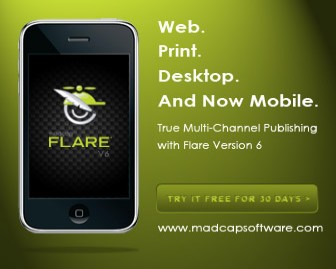 Web.
Print.
Desktop.
And Now Mobile.
True Multi-Channel Publishing
with Flare Version 6
FLARE
V6
TRY IT FREE FOR 30 DAYS
www.madcapsoftware.com